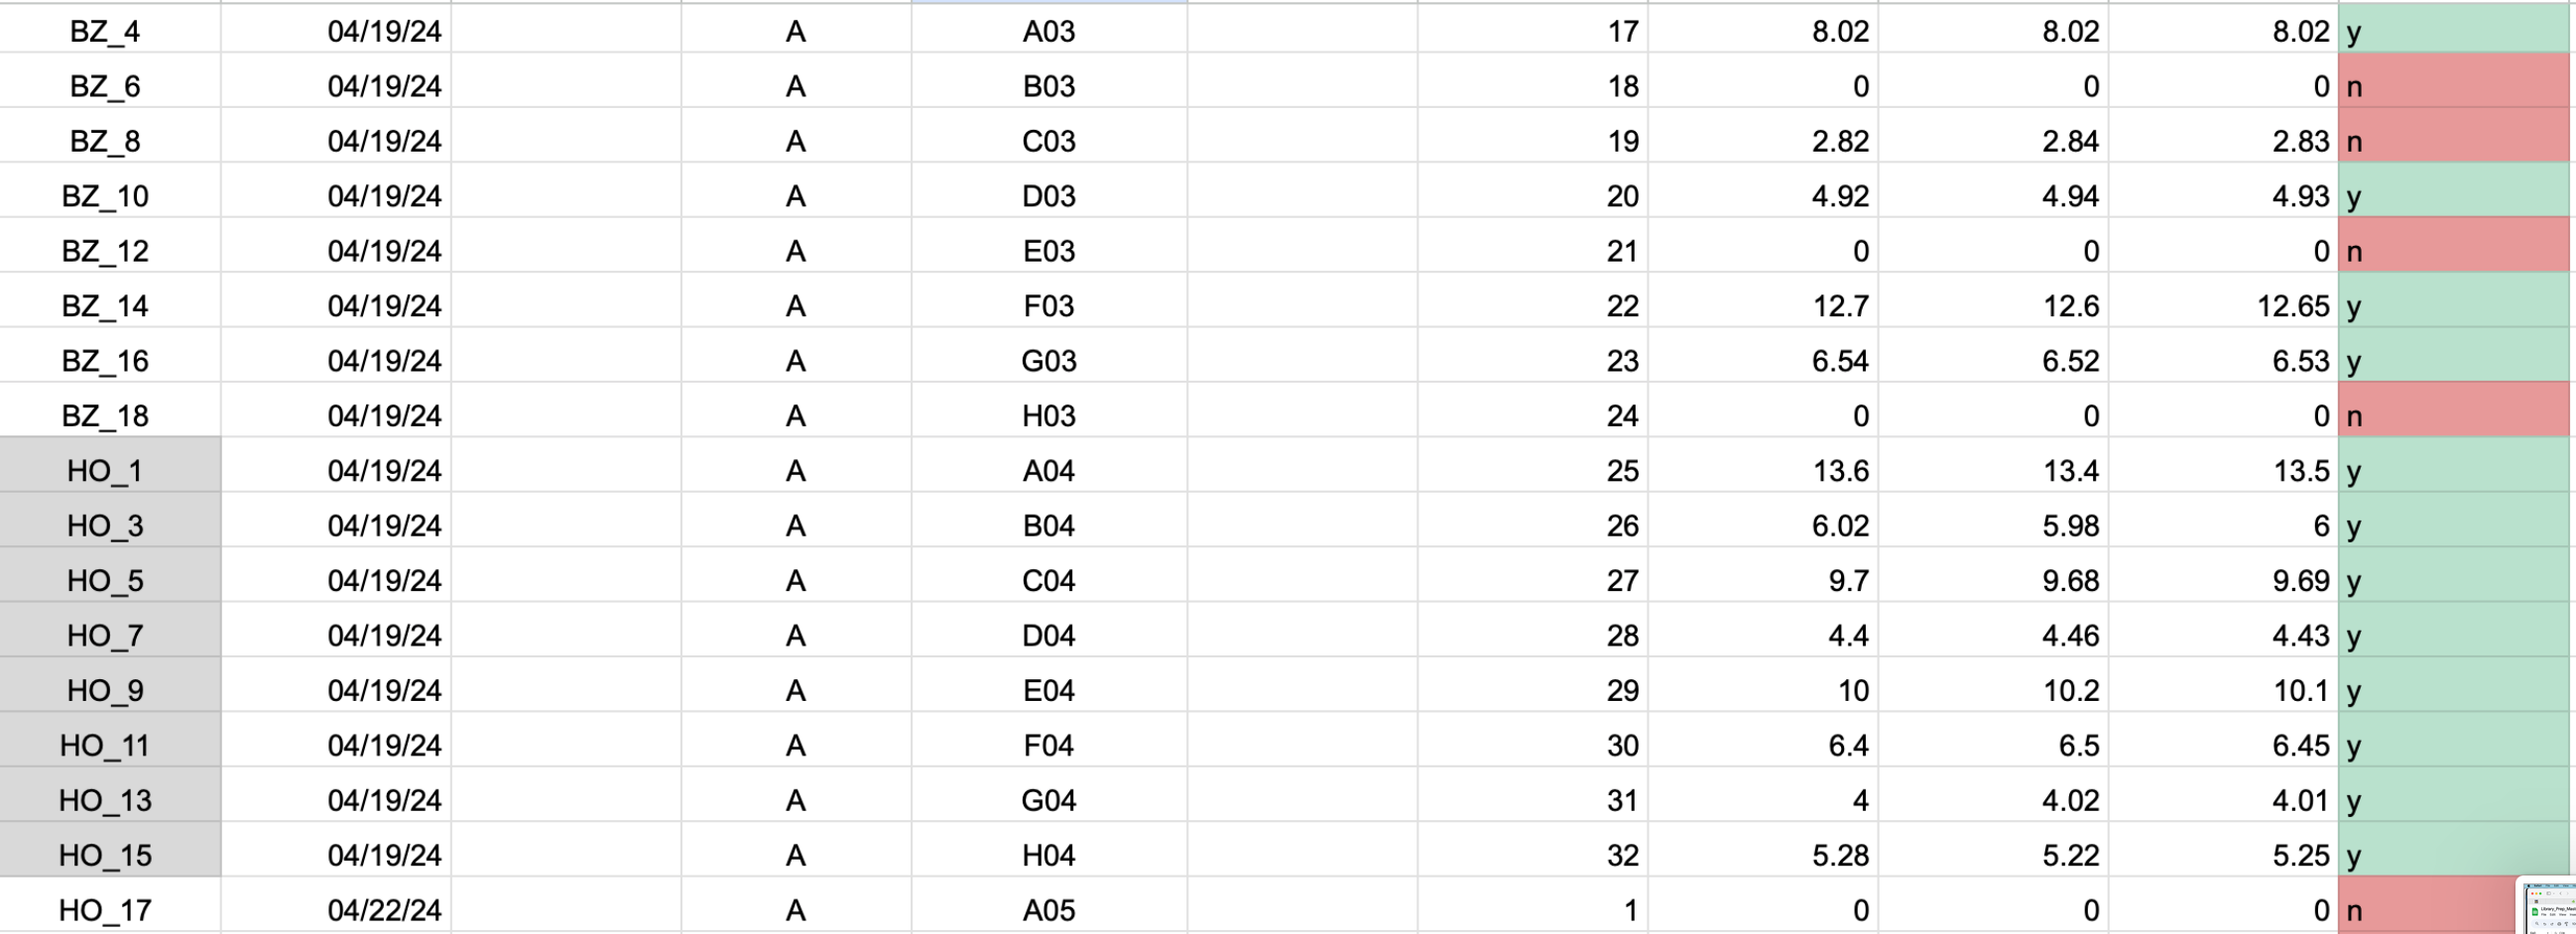 BZ_4 04/19/24 A A03 17 8.02 8.02 8.02 y
BZ_6 04/19/24 A B03 18 0 0 0 n
BZ_8 04/19/24 A C03 19 2.82 2.84 2.83 n
BZ_10 04/19/24 A D03 20 4.92 4.94 4.93 y
BZ_12 04/19/24 A E03 21 0 0 0 n
BZ_14 04/19/24 A F03 22 12.7 12.6 12.65 y
BZ_16 04/19/24 A G03 23 6.54 6.52 6.53 y
BZ_18 04/19/24 A H03 24 0 0 0 n
HO_1 04/19/24 A A04 25 13.6 13.4 13.5 y
HO_3 04/19/24 A B04 26 6.02 5.98 6 y
HO_5 04/19/24 A C04 27 9.7 9.68 9.69 y
HO_7 04/19/24 A D04 28 4.4 4.46 4.43 y
HO_9 04/19/24 A E04 29 10 10.2 10.1 y
HO_11 04/19/24 A F04 30 6.4 6.5 6.45 y
HO_13 04/19/24 A G04 31 4 4.02 4.01 y
HO_15 04/19/24 A H04 32 5.28 5.22 5.25 y
HO_17 04/22/24 A A05 1 0 0 0 n